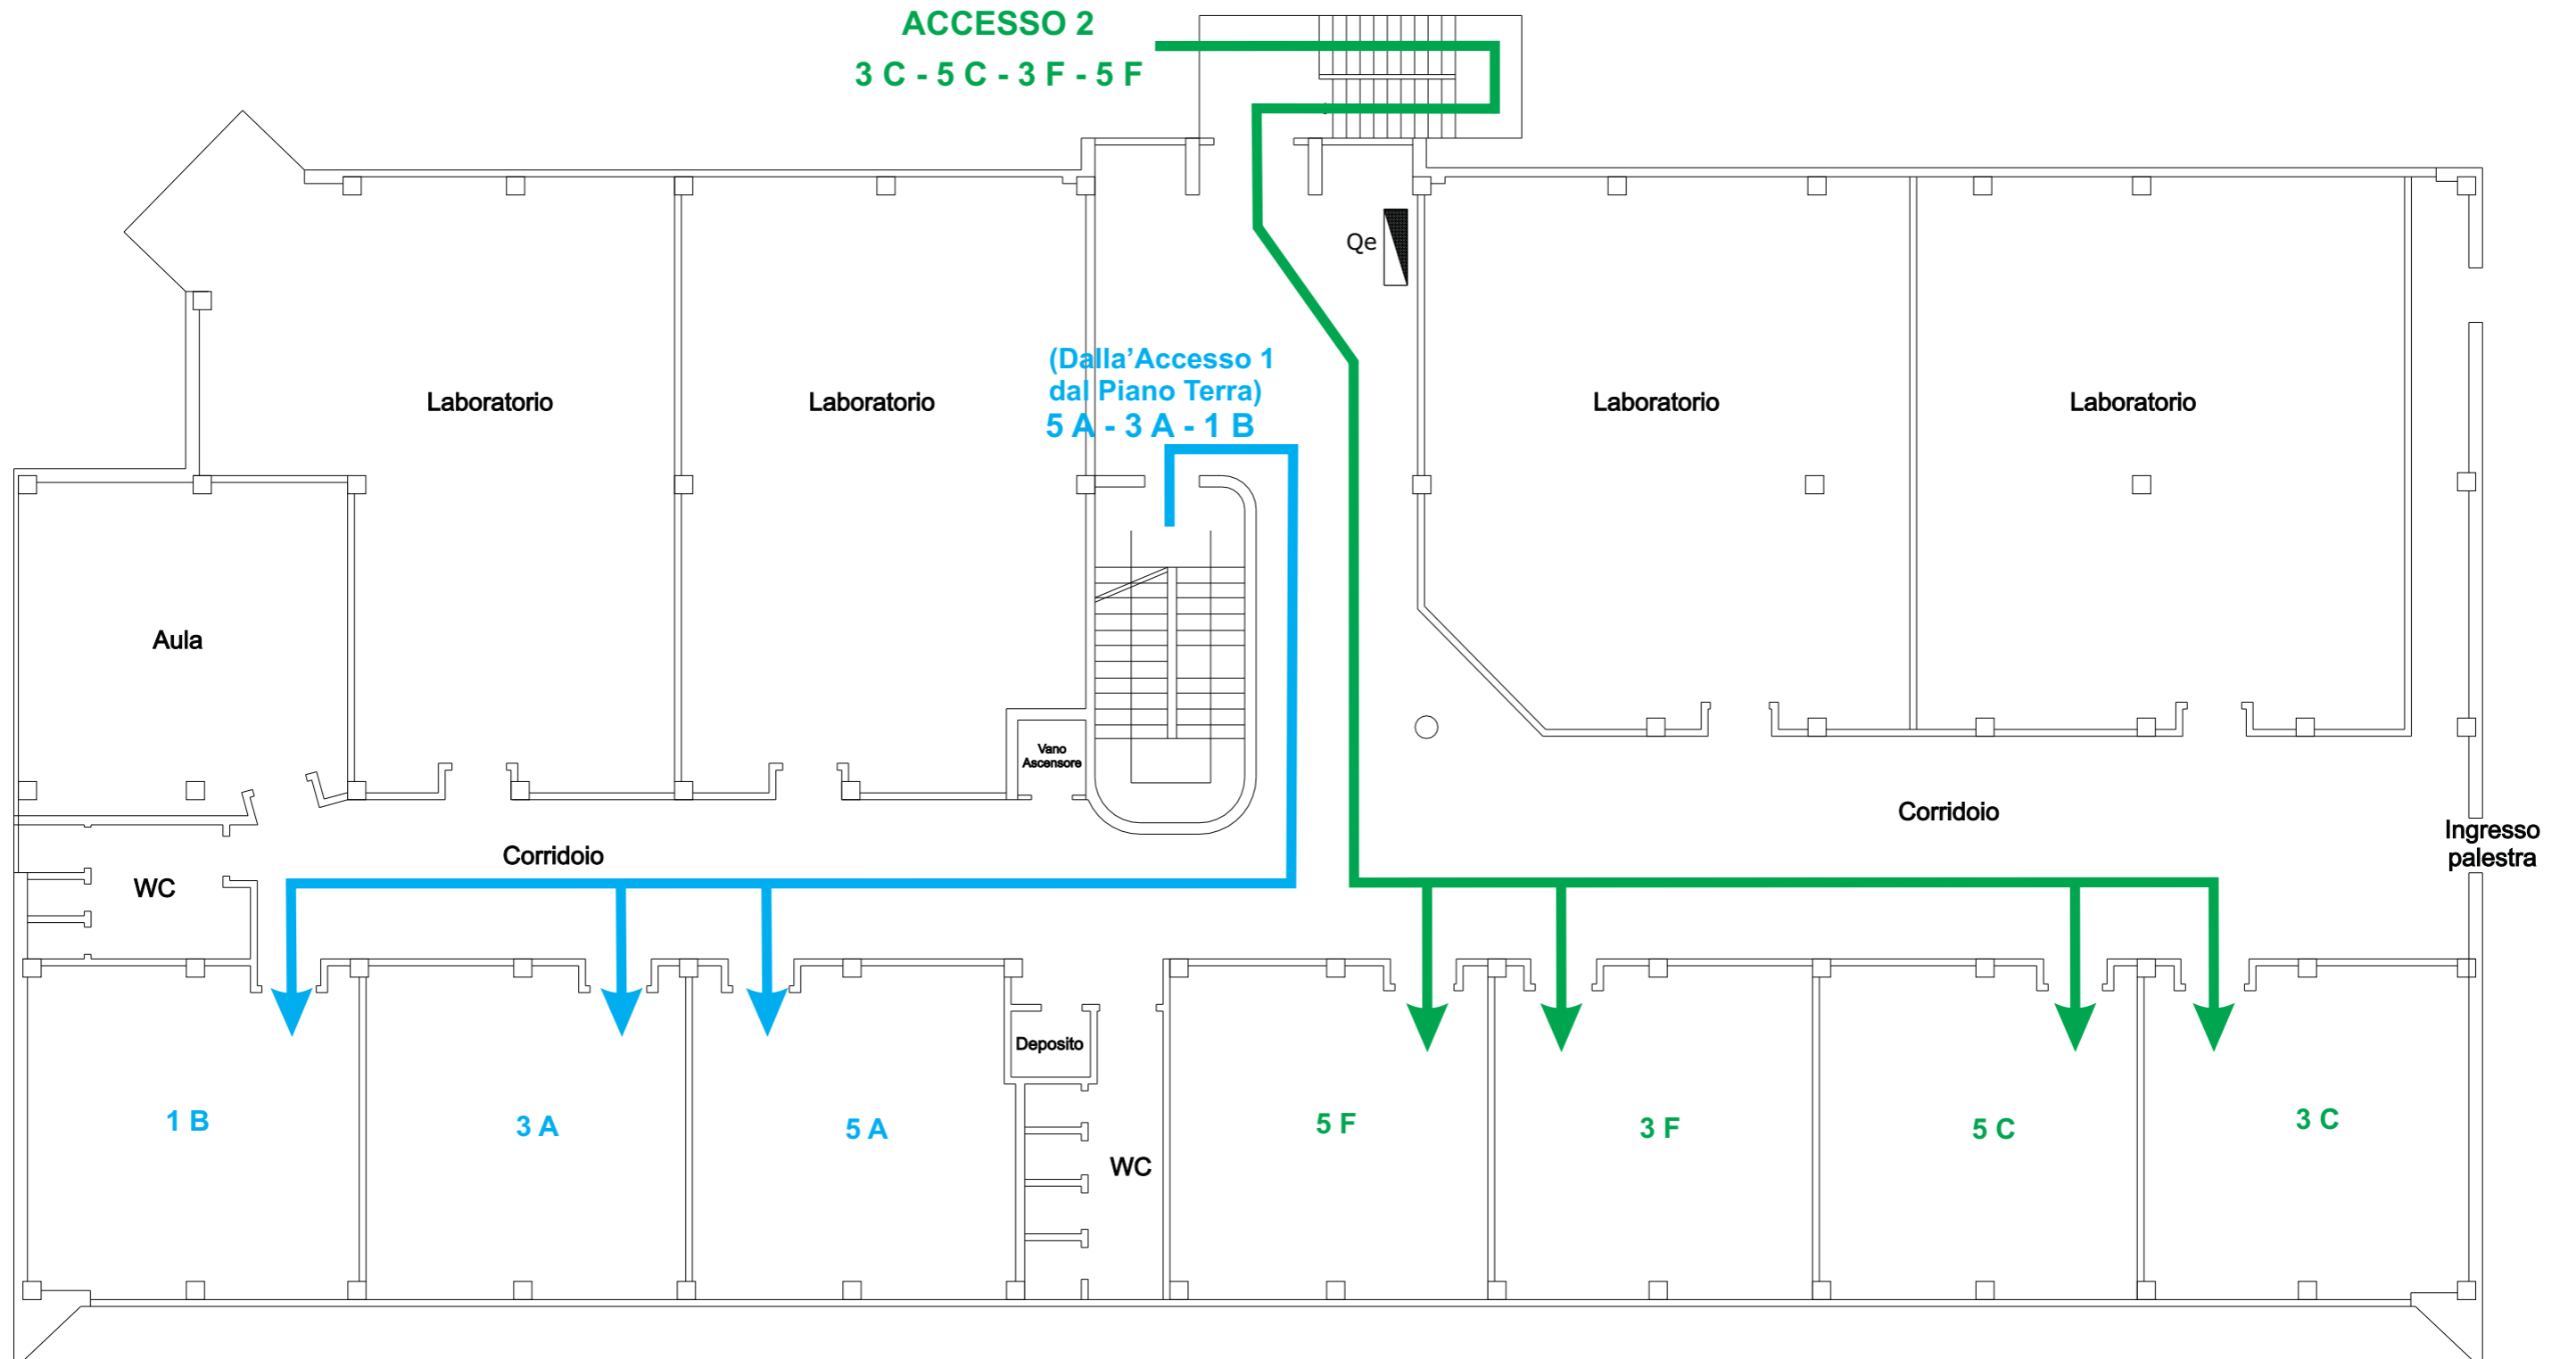 ACCESSO 2
3 C - 5 C - 3 F - 5 F
Qe
(Dalla'Accesso 1
dal Piano Terra)
5 A - 3 A - 1 B
Laboratorio
Laboratorio
Laboratorio
Laboratorio
Aula
Vano
Ascensore
Corridoio
Corridoio
Ingresso
palestra
WC
Deposito
1 B
3 A
5 A
WC
5 F
3 F
5 C
3 C